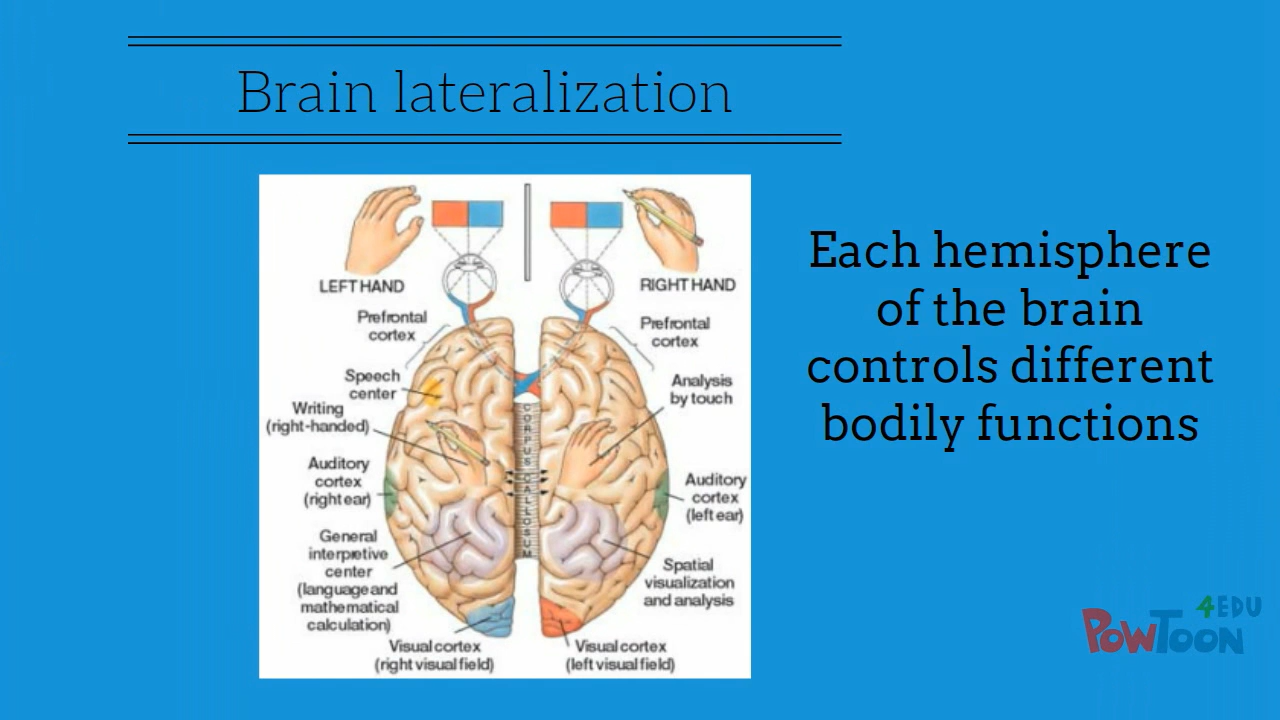 Brain lateralization
LEFT HAND
RIGHT HAND
Prefrontal
cortex
Prefrontal
cortex
Speech
center
Analysis
by touch
Writing
(right-handed)
CORPUS CALLOSUM
Auditory
cortex
(right ear)
Auditory
cortex
(left ear)
General
interpretive
center
(language and
mathematical
calculation)
Spatial
visualization
and analysis
Visual cortex
(right visual field)
Visual cortex
(left visual field)
Each hemisphere
of the brain
controls different
bodily functions
4EDU
PowToon